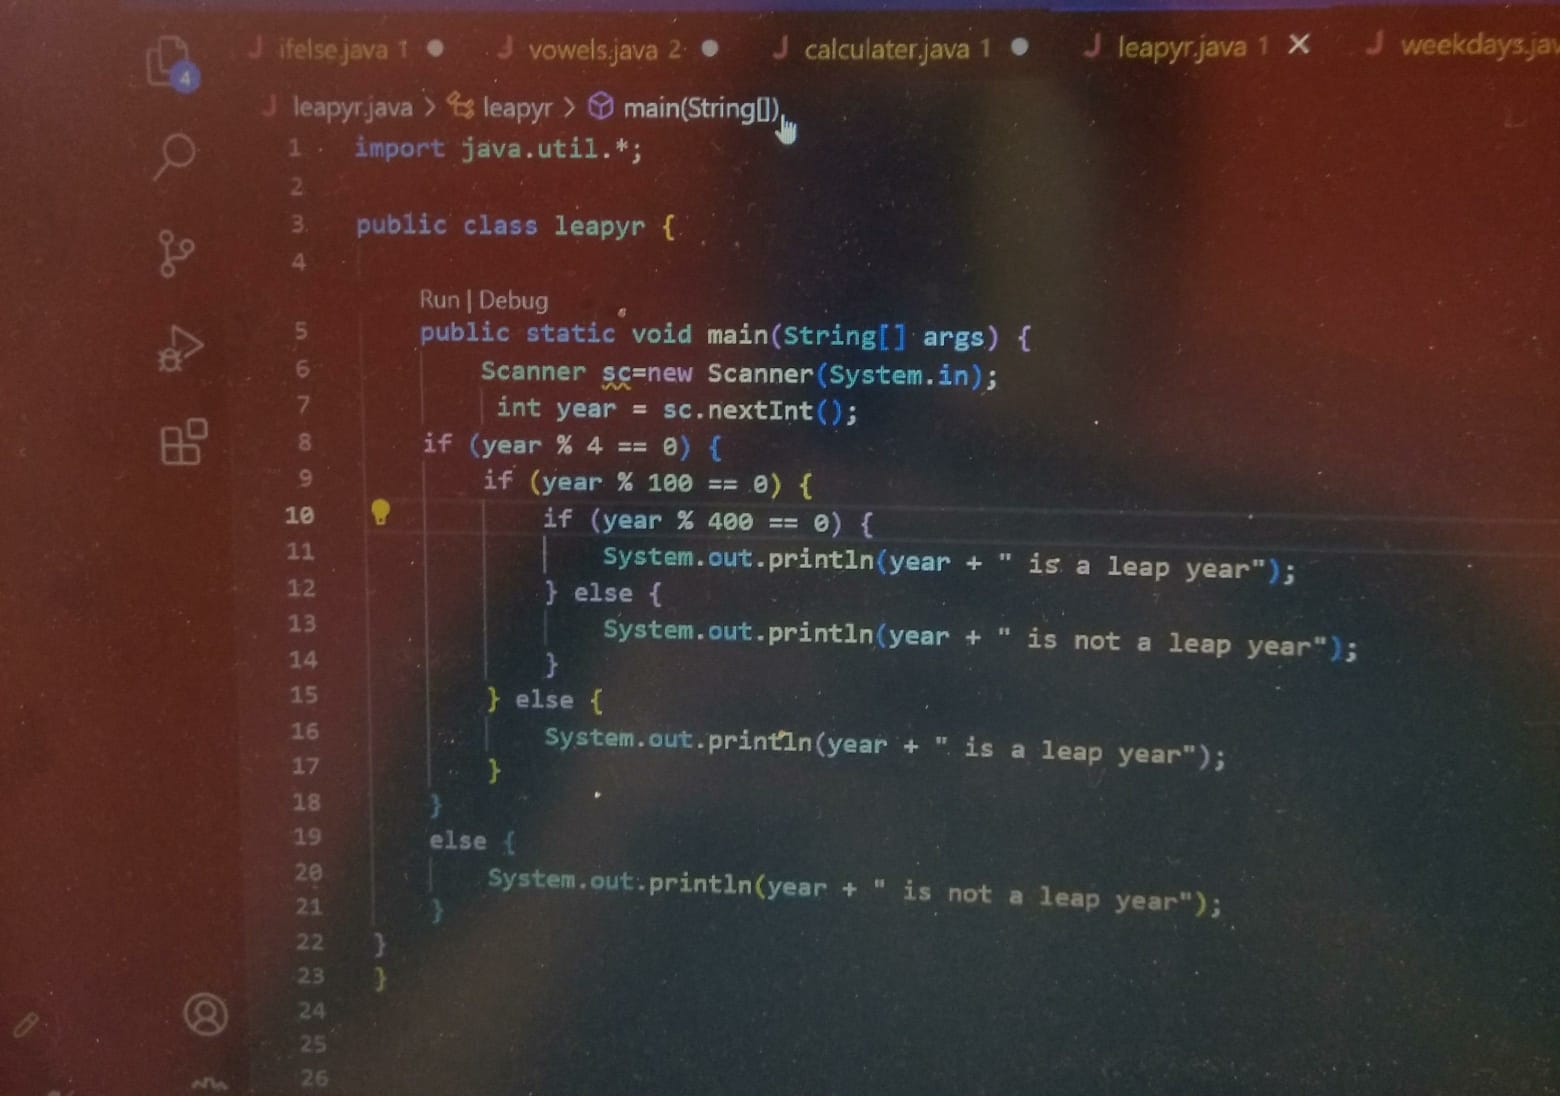 4
ifelse.java 1 vowels.java 2 calculater.java 1 leapyr.java 1 weekdays.jav
leapyr.java > leapyr > main(String[])
1 import java.util.*;
2
3 public class leapyr {
4
Run | Debug
5 public static void main(String[] args) {
6 Scanner sc=new Scanner(System.in);
7 int year = sc.nextInt();
8 if (year % 4 == 0) {
9 if (year % 100 == 0) {
10 if (year % 400 == 0) {
11 System.out.println(year + " is a leap year");
12 } else {
13 System.out.println(year + " is not a leap year");
14 }
15 } else {
16 System.out.println(year + " is a leap year");
17 }
18 }
19 else {
20 System.out.println(year + " is not a leap year");
21 }
22 }
23 }
24
25
26